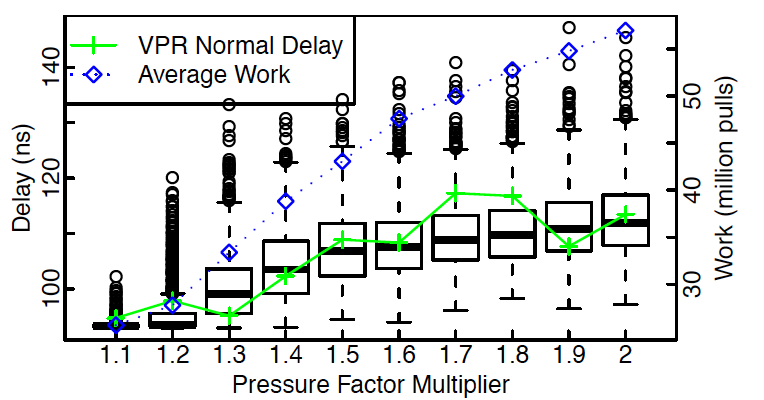 VPR Normal Delay
Average Work
Delay (ns)
100
120
140
Work (million pulls)
30
40
50
1.1 1.2 1.3 1.4 1.5 1.6 1.7 1.8 1.9 2
Pressure Factor Multiplier